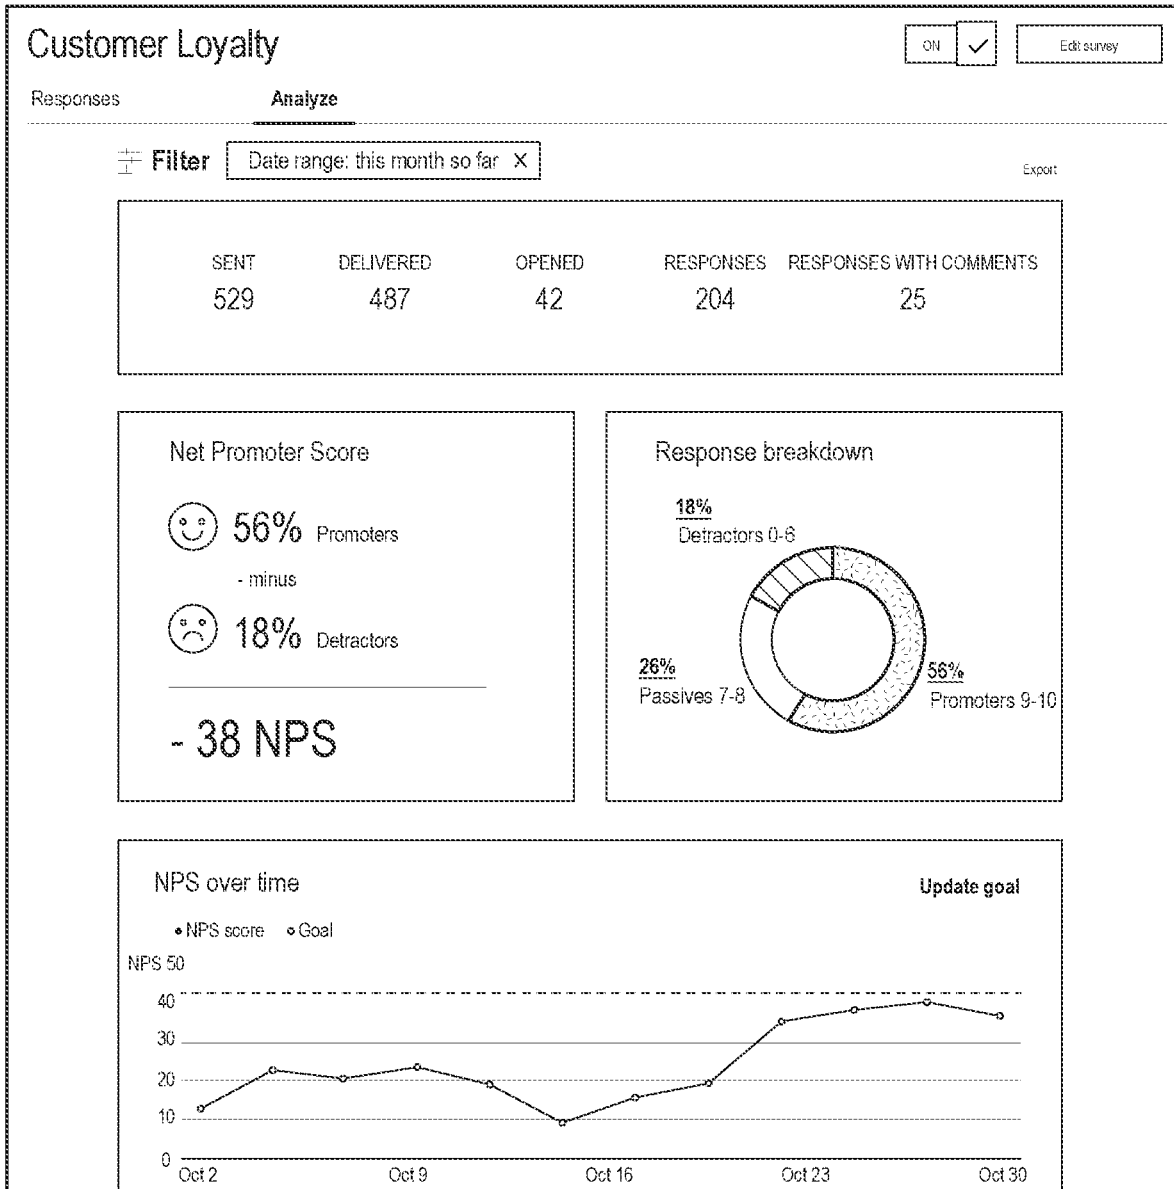 Customer Loyalty
ON
Edit survey
Responses
Analyze
Filter
Date range: this month so far X
Export
SENT DELIVERED OPENED RESPONSES RESPONSES WITH COMMENTS
529 487 42 204 25
Net Promoter Score
56% Promoters
- minus
18% Detractors
- 38 NPS
Response breakdown
18%
Detractors 0-6
26%
Passives 7-8
56%
Promoters 9-10
NPS over time
Update goal
NPS score Goal
NPS 50
40
30
20
10
0
Oct 2 Oct 9 Oct 16 Oct 23 Oct 30